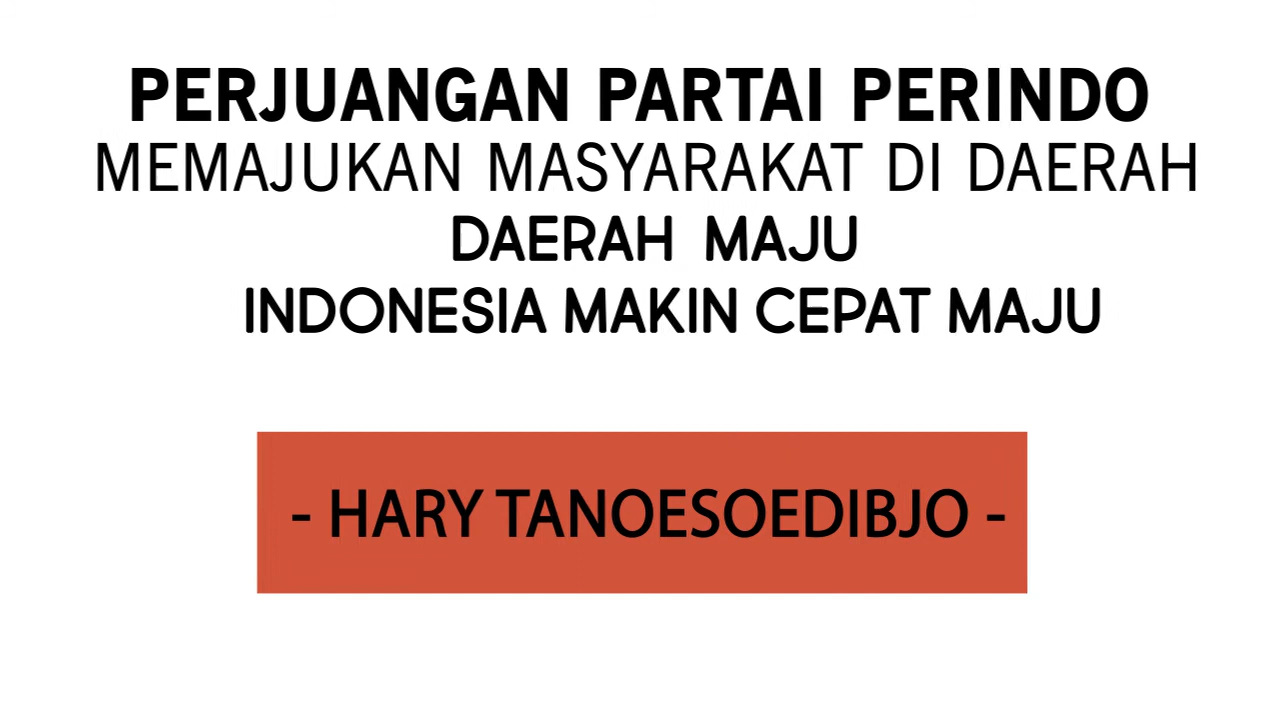 PERJUANGAN PARTAI PERINDO
MEMAJUKAN MASYARAKAT DI DAERAH
DAERAH MAJU
INDONESIA MAKIN CEPAT MAJU
- HARY TANOESOEDIBJO -